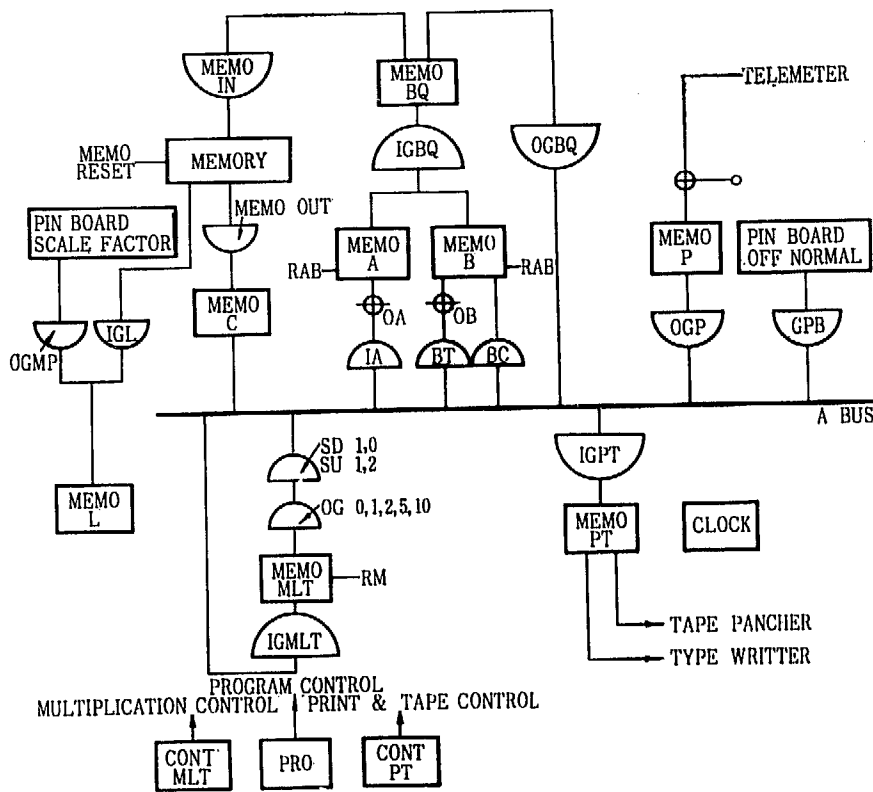 MEMO
IN
MEMO
BQ
TELEMETER
MEMO
RESET
MEMORY
IGBQ
OGBQ
MEMO OUT
PIN BOARD
SCALE FACTOR
MEMO
A
MEMO
B
RAB
RAB
MEMO
P
PIN BOARD
OFF NORMAL
MEMO
C
OA
OB
OGMP
IGL
IA
BT
BC
OGP
GPB
A BUS
SD 1,0
SU 1,2
IGPT
OG 0,1,2,5,10
MEMO
L
MEMO
PT
CLOCK
MEMO
MLT
RM
IGMLT
TAPE PANCHER
TYPE WRITTER
PROGRAM CONTROL
MULTIPLICATION CONTROL
PRINT & TAPE CONTROL
CONT
MLT
PRO
CONT
PT